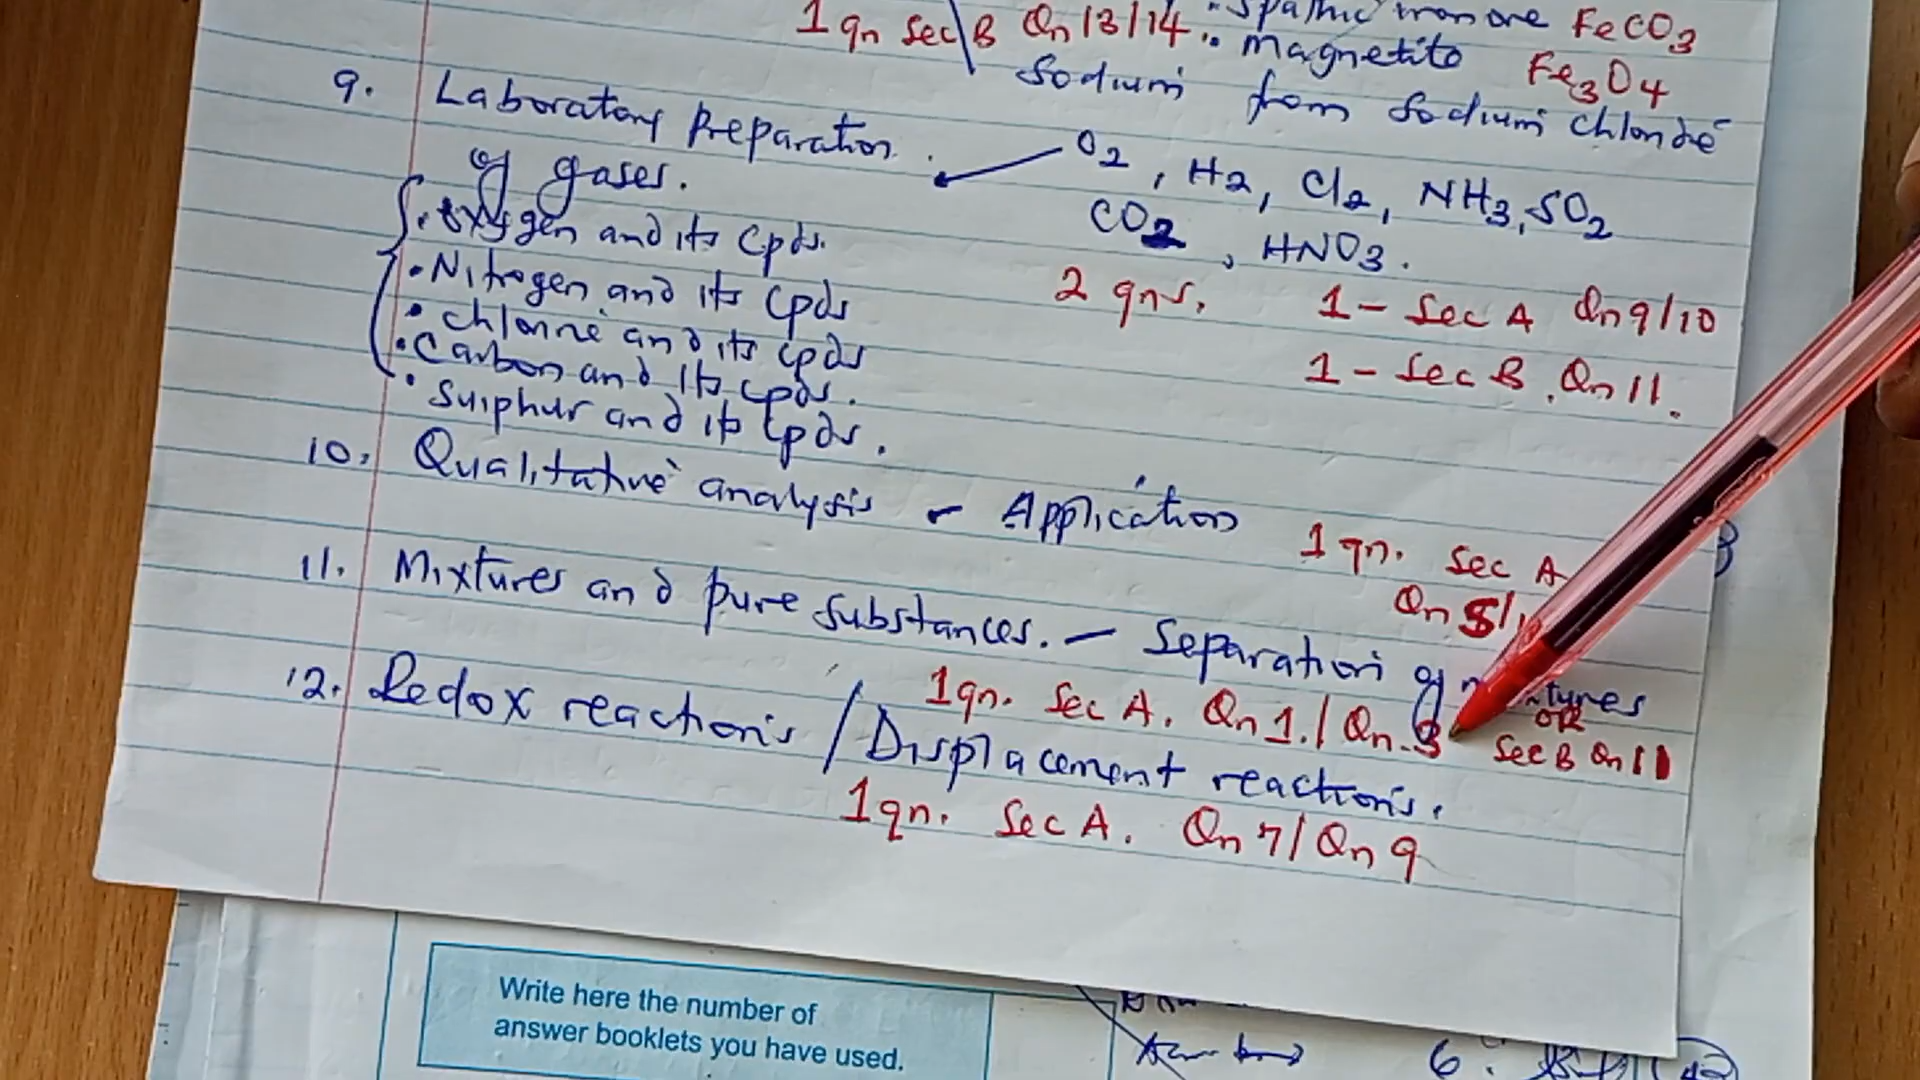 1 qn Sec B Qn 13/14 . Spathic iron ore FeCO3
. Magnetite Fe3O4
Sodium from Sodium chloride
9. Laboratory Preparation
of gases.
O2, H2, Cl2, NH3, SO2
CO2, HNO3.
. Oxygen and its Cpds.
. Nitrogen and its Cpds
. Chlorine and its Cpds
. Carbon and its Cpds.
. Sulphur and its Cpds.
2 qns. 1 - Sec A Qn 9/10
1 - Sec B. Qn 11.
10. Qualitative analysis - Application
1 qn. Sec A
Qn 5/
11. Mixtures and pure substances. - Separation of
or
1 qn. Sec A. Qn 1./Qn. 3 Sec B Qn 11
12. Redox reactions / Displacement reactions.
1 qn. Sec A. Qn 7/Qn 9
Write here the number of
answer booklets you have used.
6.